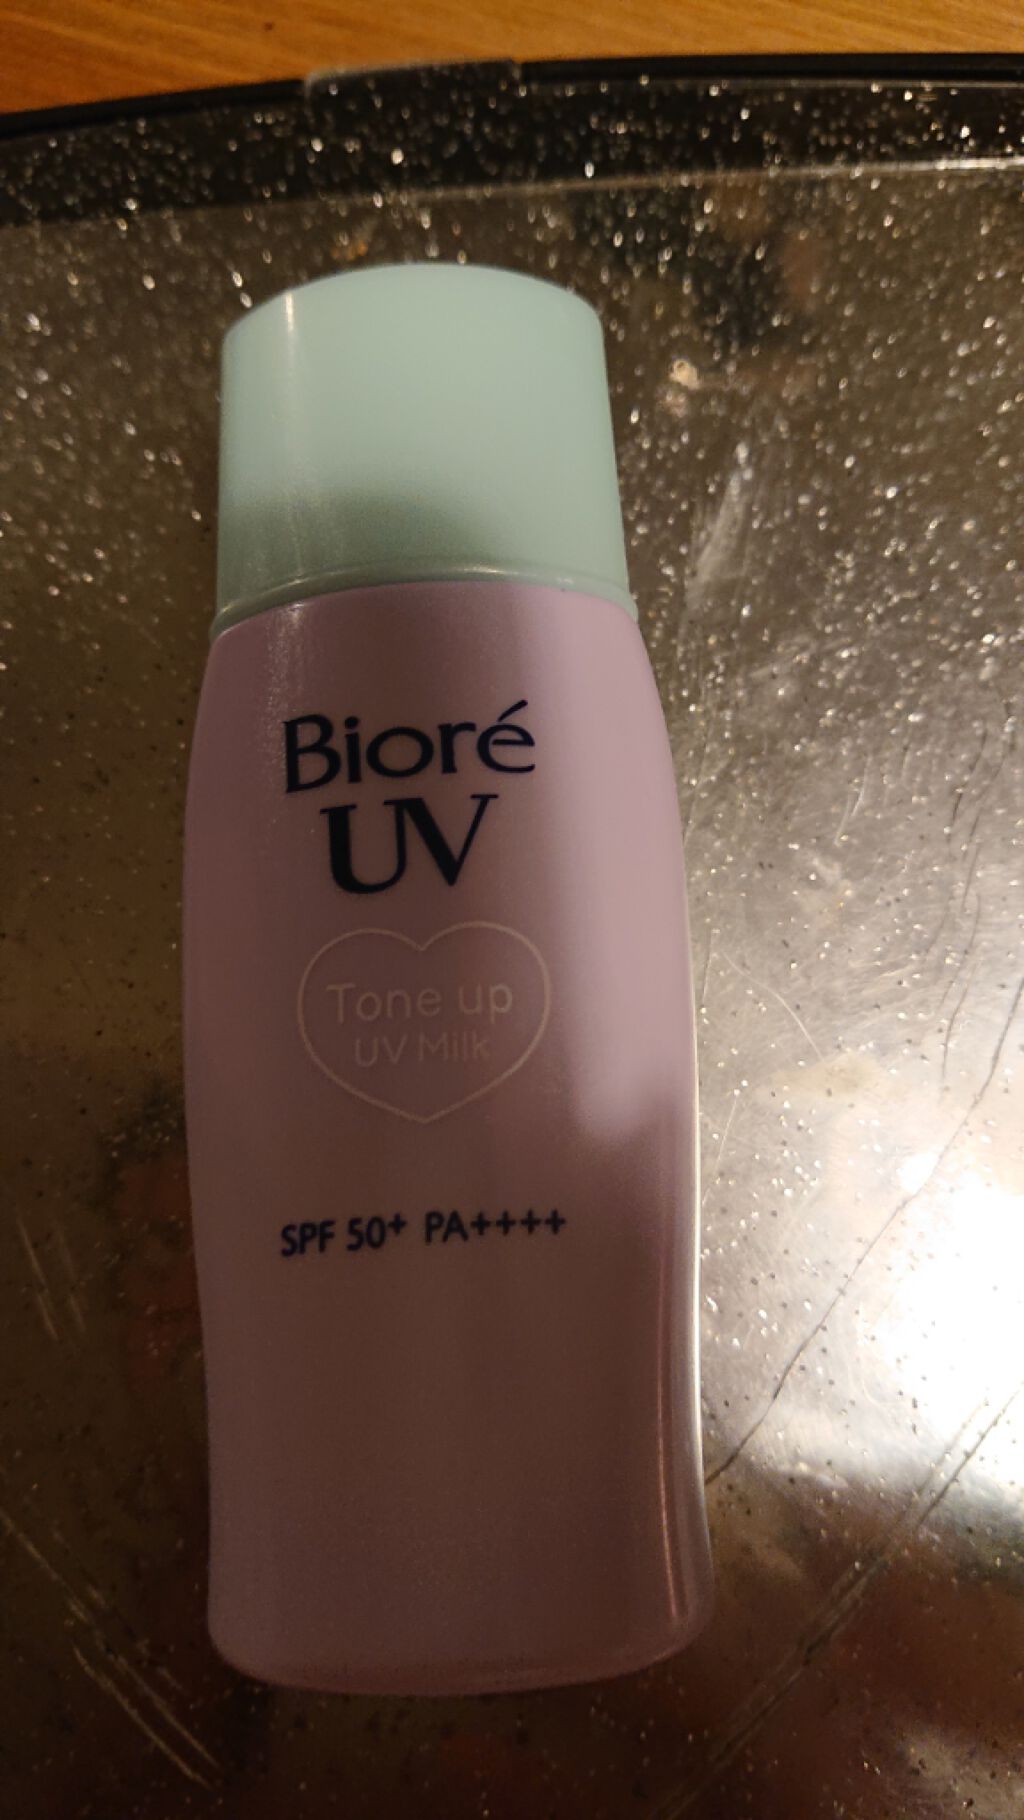 Bioré
UV
Tone up
UV Milk
SPF 50+ PA++++